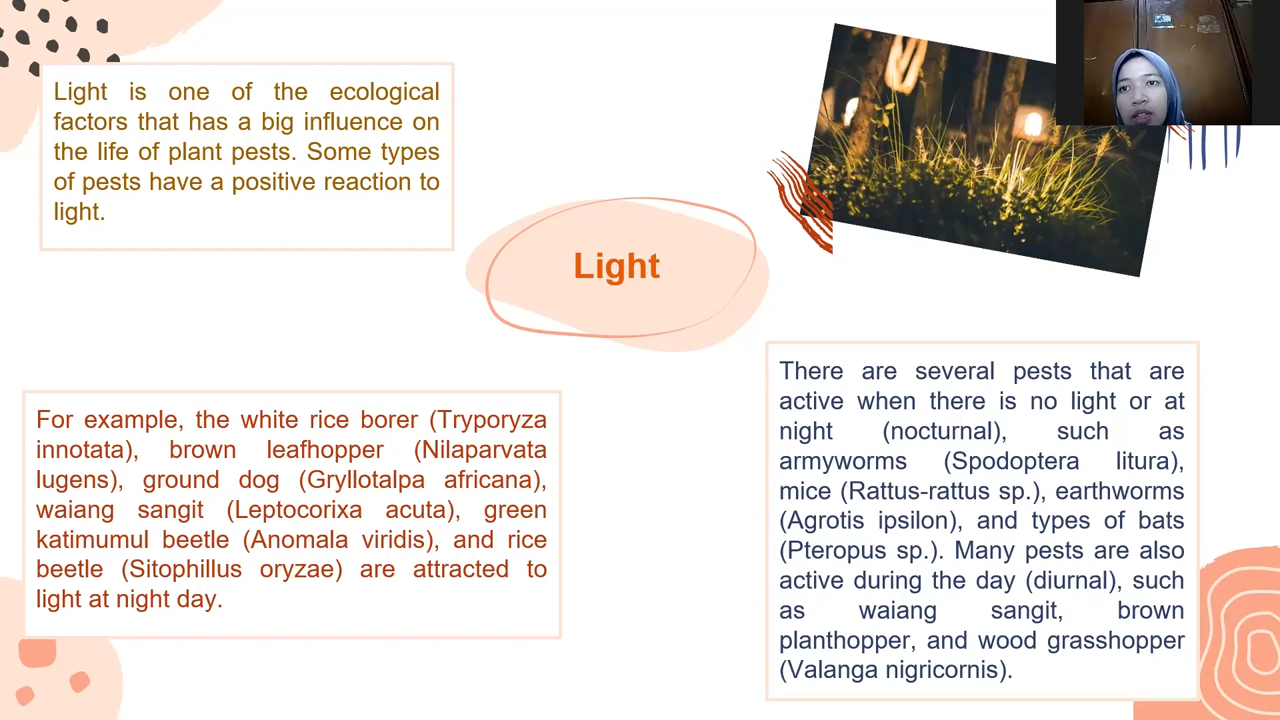 Light is one of the ecological
factors that has a big influence on
the life of plant pests. Some types
of pests have a positive reaction to
light.
Light
For example, the white rice borer (Tryporyza
innotata), brown leafhopper (Nilaparvata
lugens), ground dog (Gryllotalpa africana),
waiang sangit (Leptocorixa acuta), green
katimumul beetle (Anomala viridis), and rice
beetle (Sitophillus oryzae) are attracted to
light at night day.
There are several pests that are
active when there is no light or at
night (nocturnal), such as
armyworms (Spodoptera litura),
mice (Rattus-rattus sp.), earthworms
(Agrotis ipsilon), and types of bats
(Pteropus sp.). Many pests are also
active during the day (diurnal), such
as waiang sangit, brown
planthopper, and wood grasshopper
(Valanga nigricornis).